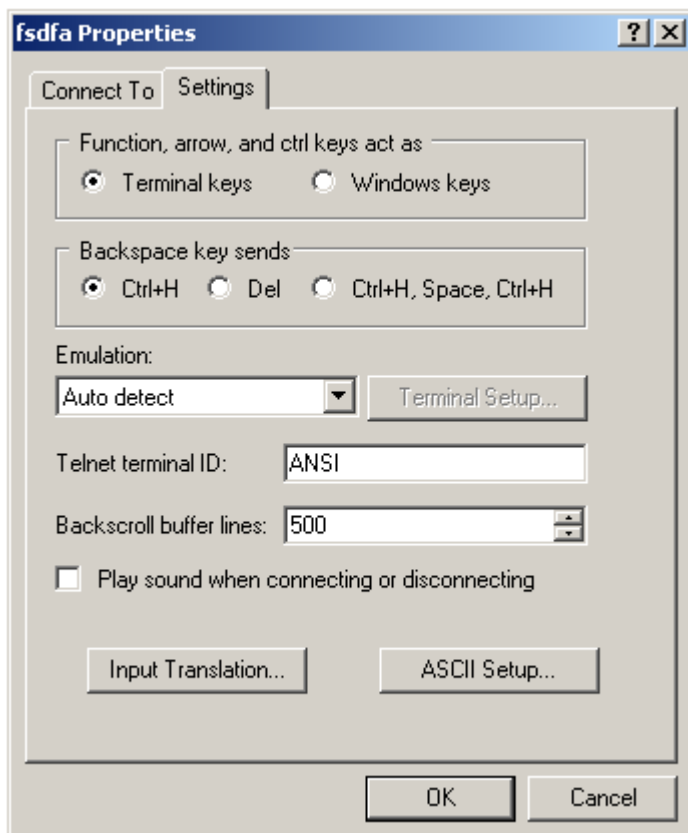 fsdfa Properties
Connect To Settings
Function, arrow, and ctrl keys act as
Terminal keys Windows keys
Backspace key sends
Ctrl+H Del Ctrl+H, Space, Ctrl+H
Emulation:
Auto detect Terminal Setup...
Telnet terminal ID: ANSI
Backscroll buffer lines: 500
Play sound when connecting or disconnecting
Input Translation... ASCII Setup...
OK Cancel